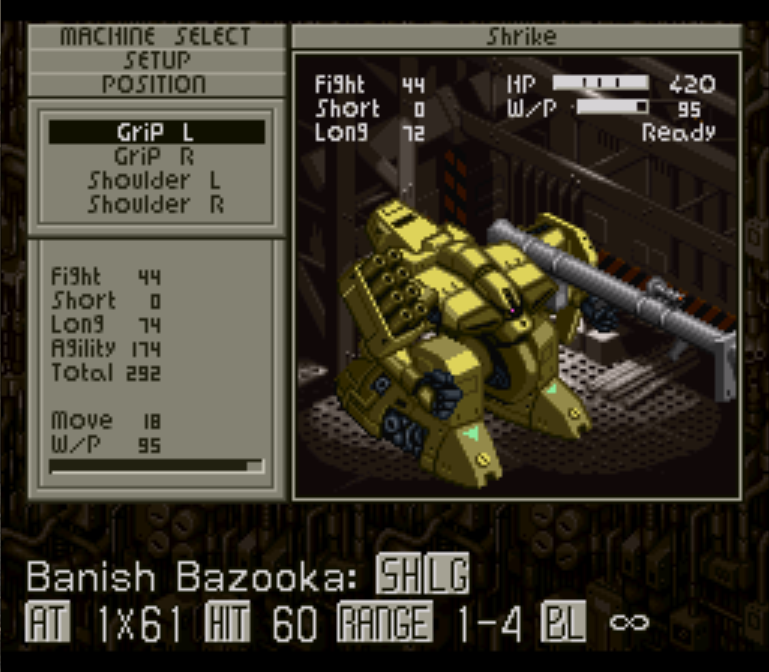 MACHINE SELECT
SETUP
POSITION
GriP L
GriP R
Shoulder L
Shoulder R
Fight 44
Short 0
Long 74
Agility 174
Total 292
Move 18
W/P 95
Shrike
Fight 44
Short 0
Long 72
HP 420
W/P 95
Ready
Banish Bazooka: SH LG
AT 1X61 HIT 60 RANGE 1-4 BL ∞